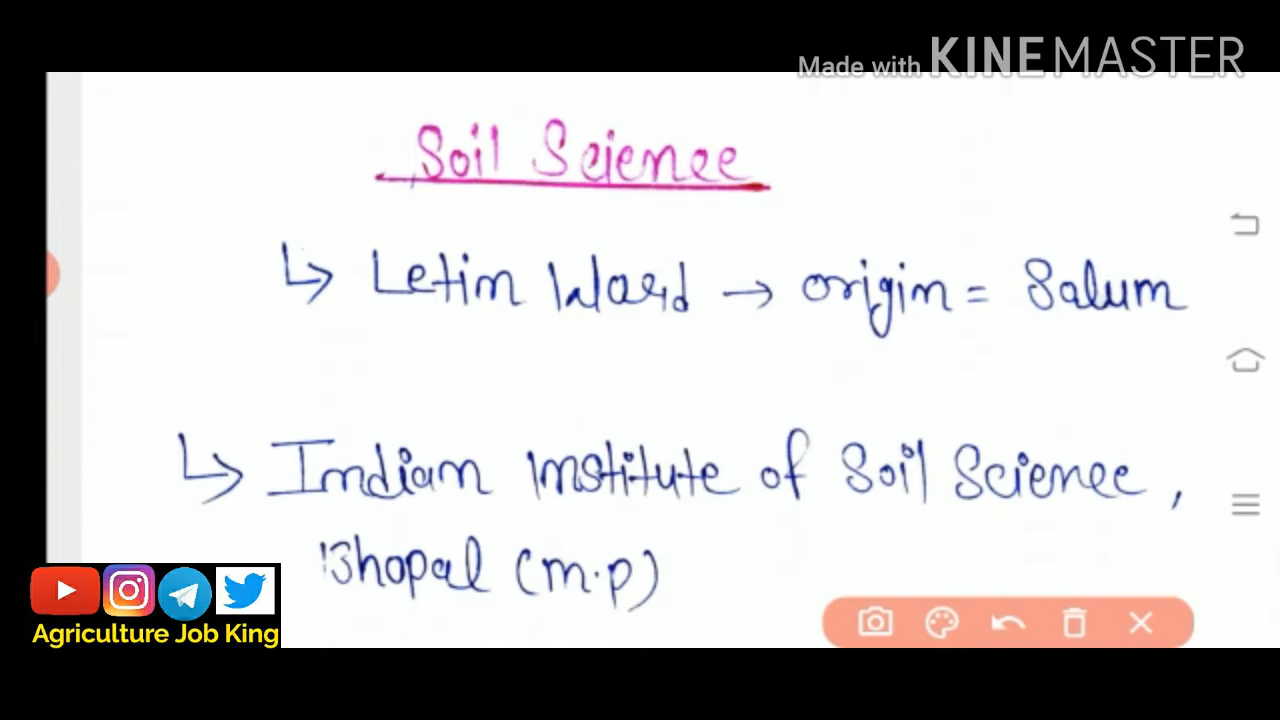 Made with KINEMASTER
Soil Science
↳ Letin Word → origin = Salum
↳ Indian Institute of Soil Science,
Bhopal (m.p)
Agriculture Job King